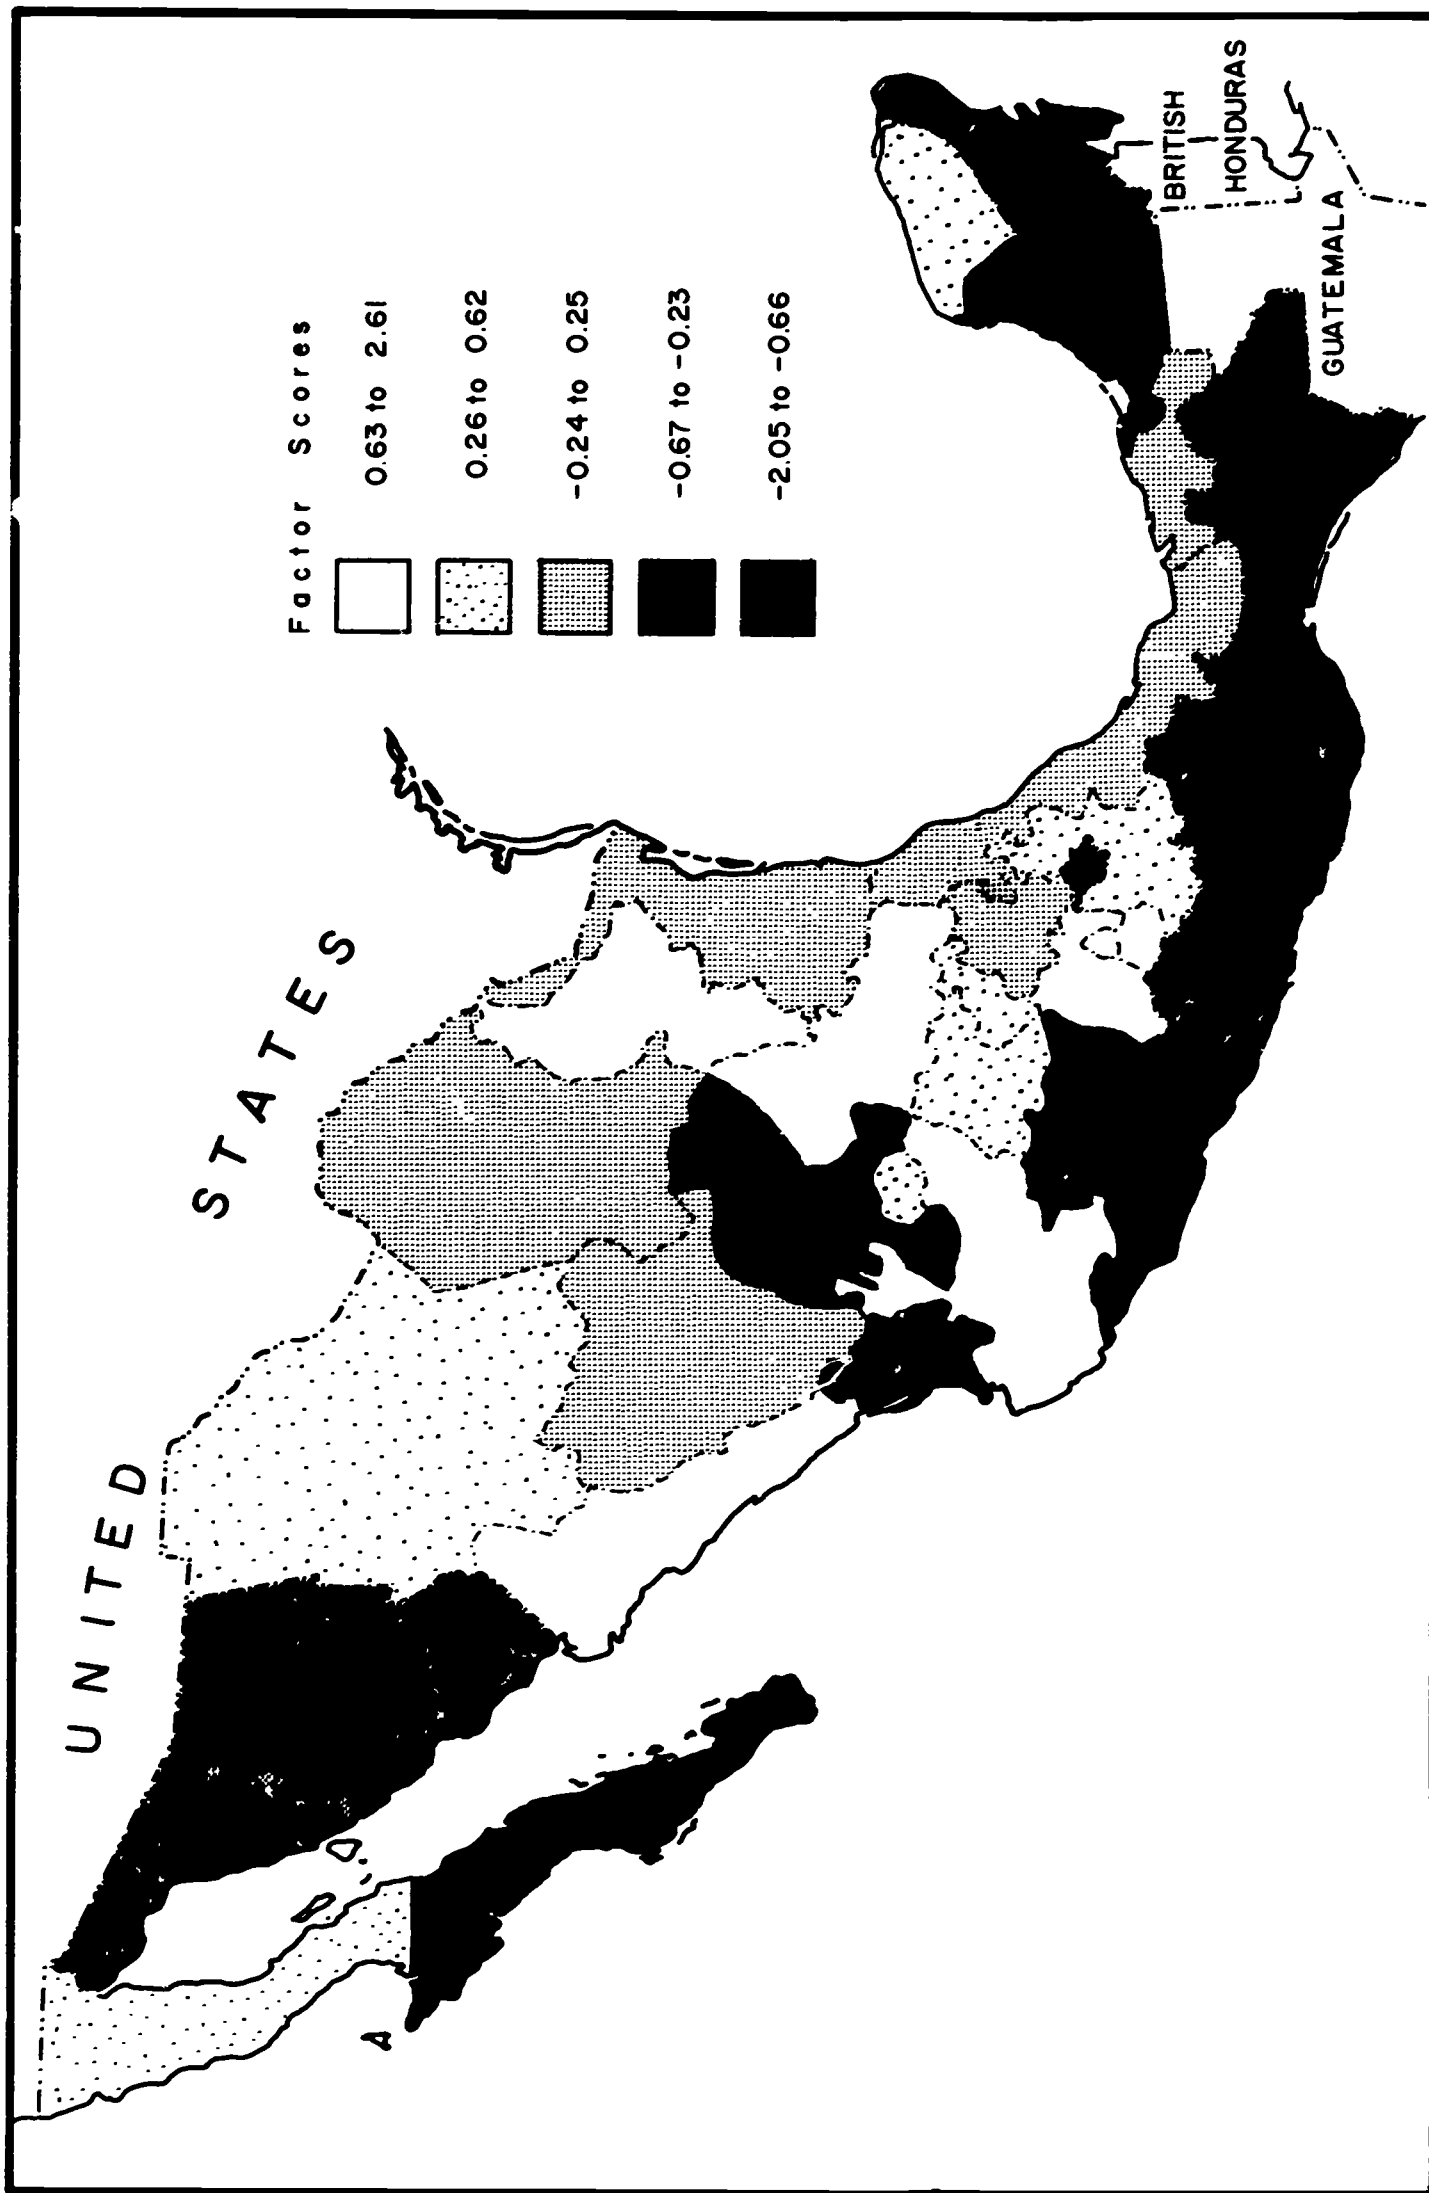 UNITED
STATES
Factor Scores
0.63 to 2.61
0.26 to 0.62
-0.24 to 0.25
-0.67 to -0.23
-2.05 to -0.66
BRITISH
HONDURAS
GUATEMALA